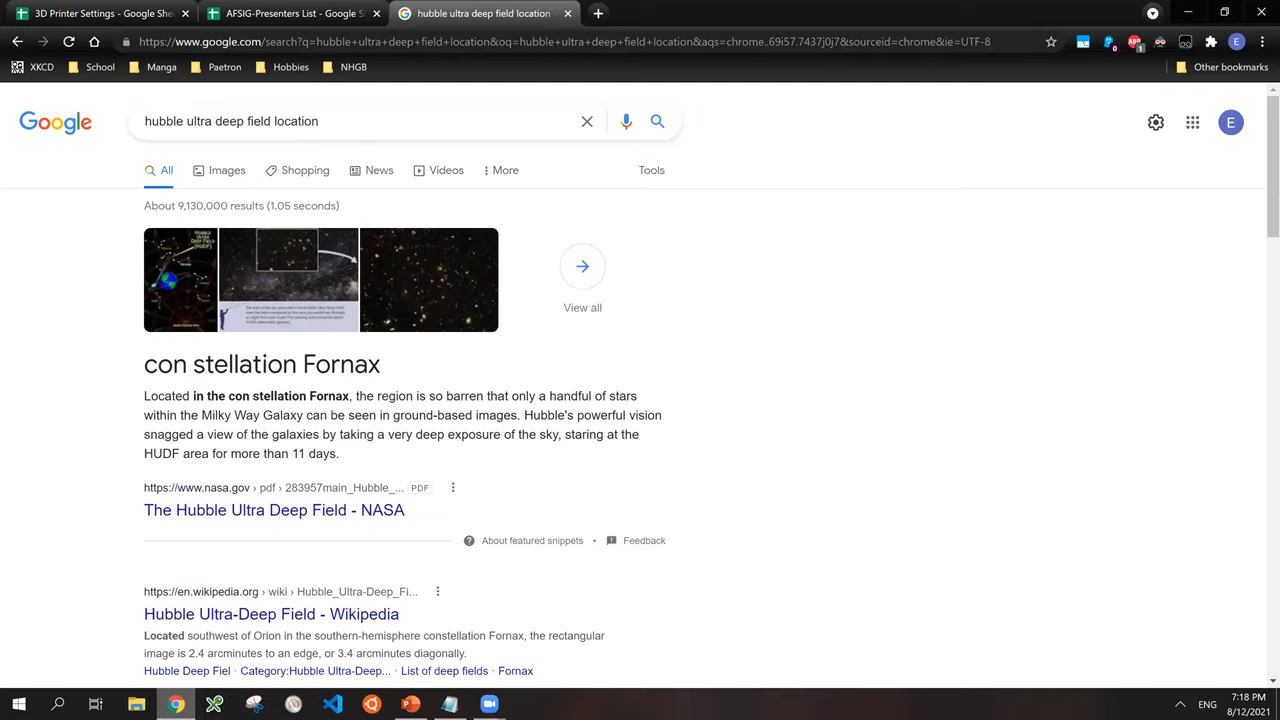 3D Printer Settings - Google She
AFSIG-Presenters List - Google S
hubble ultra deep field location -
https://www.google.com/search?q=hubble+ultra+deep+field+location&oq=hubble+ultra+deep+field+location&aqs=chrome..69i57.7437j0j7&sourceid=chrome&ie=UTF-8
0
ABP
1
E
XKCD
School
Manga
Paetron
Hobbies
NHGB
Other bookmarks
Google
hubble ultra deep field location
E
All
Images
Shopping
News
Videos
More
Tools
About 9,130,000 results (1.05 seconds)
HUBBLE
ULTRA
DEEP
FIELD
(HUDF)
View all
con stellation Fornax
Located in the con stellation Fornax, the region is so barren that only a handful of stars
within the Milky Way Galaxy can be seen in ground-based images. Hubble's powerful vision
snagged a view of the galaxies by taking a very deep exposure of the sky, staring at the
HUDF area for more than 11 days.
https://www.nasa.gov › pdf › 283957main_Hubble_... PDF
The Hubble Ultra Deep Field - NASA
About featured snippets • Feedback
https://en.wikipedia.org › wiki › Hubble_Ultra-Deep_Fi...
Hubble Ultra-Deep Field - Wikipedia
Located southwest of Orion in the southern-hemisphere constellation Fornax, the rectangular
image is 2.4 arcminutes to an edge, or 3.4 arcminutes diagonally.
Hubble Deep Fiel · Category:Hubble Ultra-Deep... · List of deep fields · Fornax
ENG
7:18 PM
8/12/2021